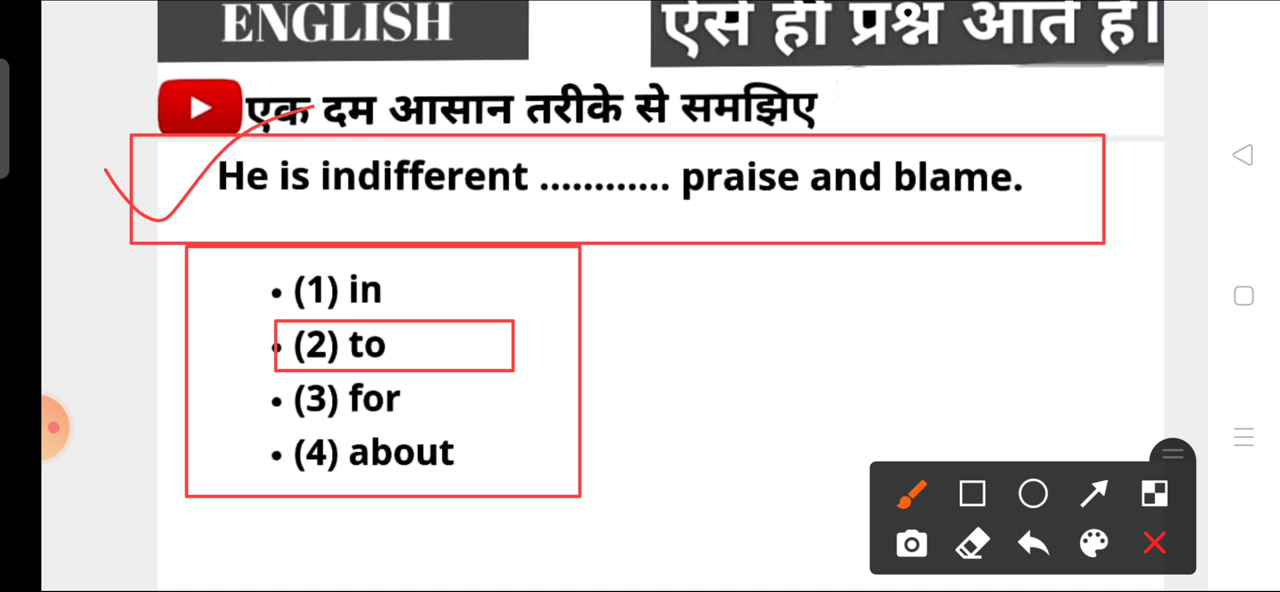 ENGLISH
ऐसे ही प्रश्न आते हैं।
एक दम आसान तरीके से समझिए
He is indifferent ............ praise and blame.
• (1) in
• (2) to
• (3) for
• (4) about